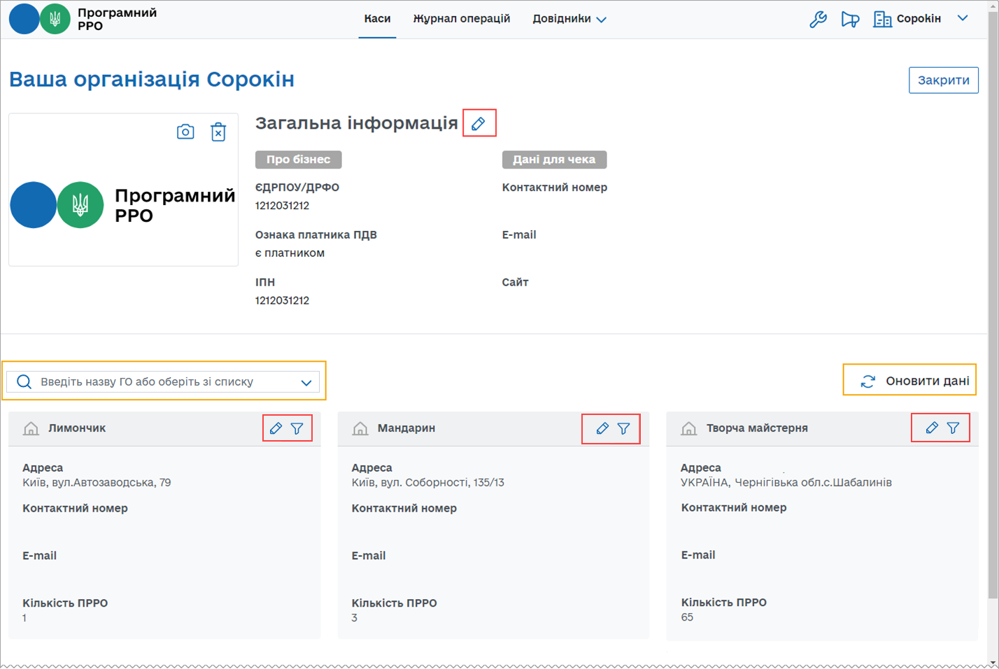 Програмний
РРО
Каси
Журнал операцій
Довідники
Сорокін
Ваша організація Сорокін
Закрити
Загальна інформація
Програмний
РРО
Про бізнес
Дані для чека
ЄДРПОУ/ДРФО
1212031212
Контактний номер
Ознака платника ПДВ
є платником
E-mail
ІПН
1212031212
Сайт
Введіть назву ГО або оберіть зі списку
Оновити дані
Лимончик
Адреса
Київ, вул.Автозаводська, 79
Контактний номер
E-mail
Кількість ПРРО
1
Мандарин
Адреса
Київ, вул. Соборності, 135/13
Контактний номер
E-mail
Кількість ПРРО
3
Творча майстерня
Адреса
УКРАЇНА, Чернігівька обл.с.Шабалинів
Контактний номер
E-mail
Кількість ПРРО
65